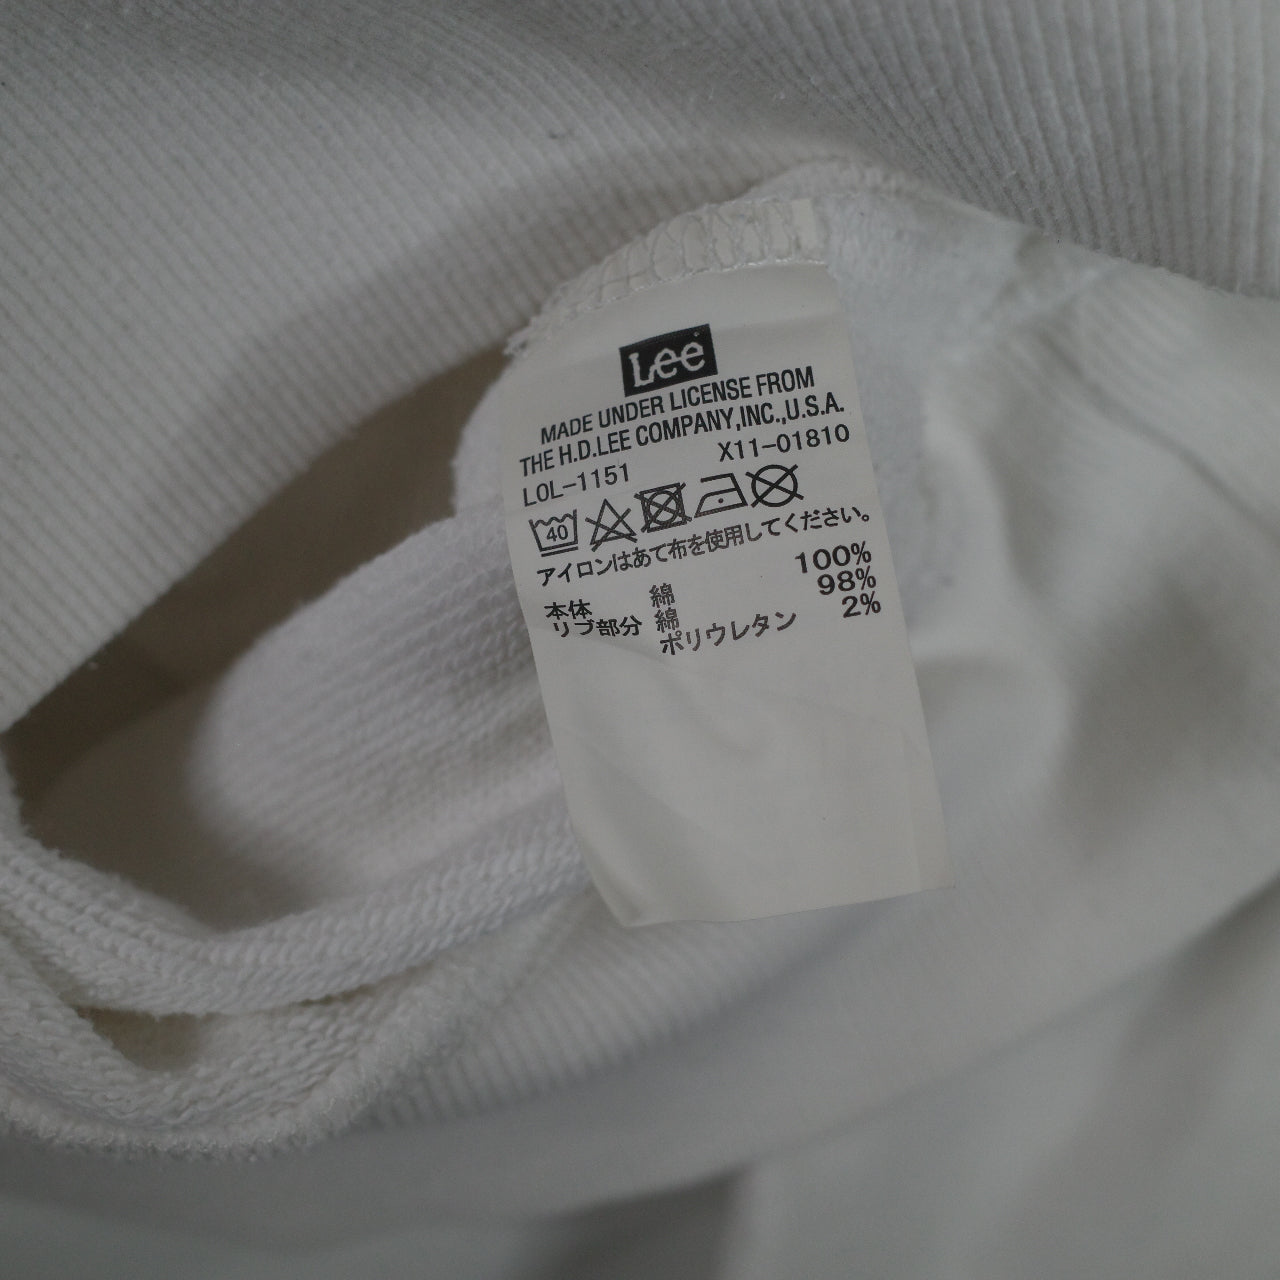 Lee
MADE UNDER LICENSE FROM
THE H.D.LEE COMPANY,INC.,U.S.A.
LOL-1151 X11-01810
40
アイロンはあて布を使用してください。
本体 綿 100%
リブ部分 綿 98%
ポリウレタン 2%